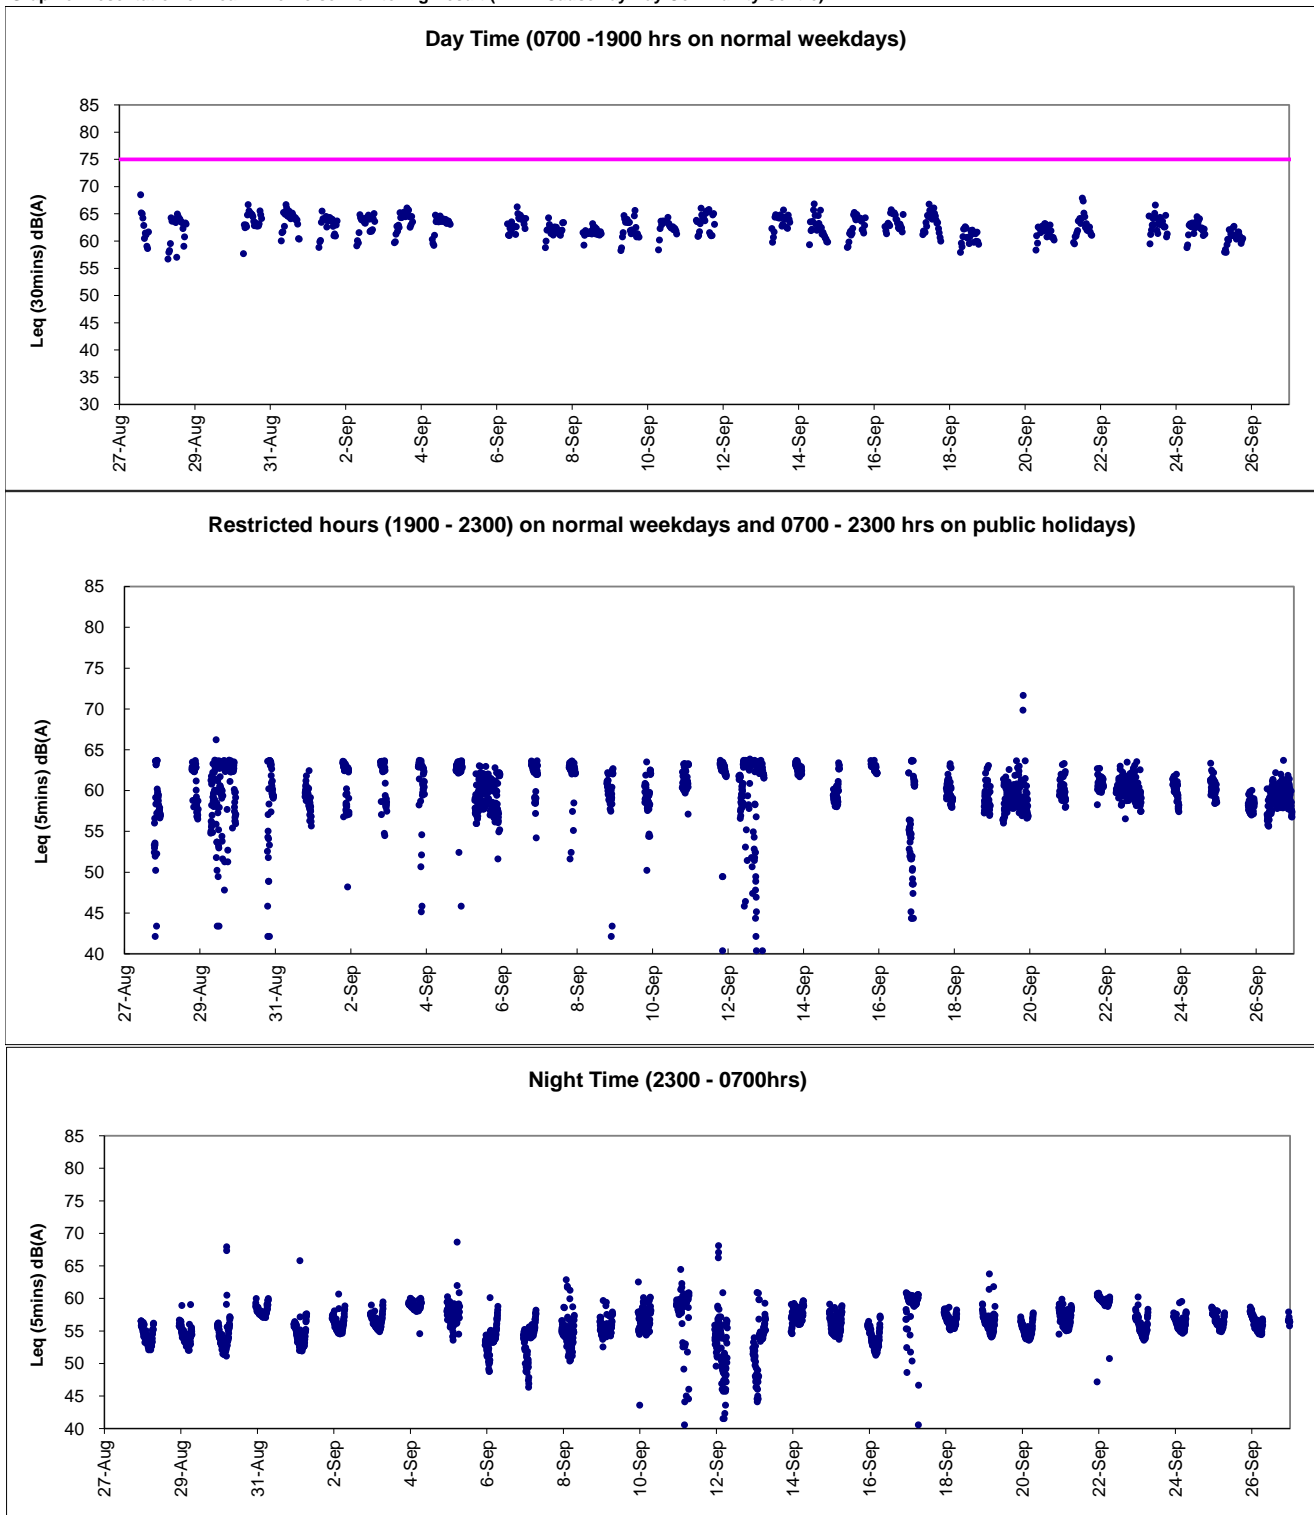 Day Time (0700 -1900 hrs on normal weekdays)
Leq (30mins) dB(A)
85
80
75
70
65
60
55
50
45
40
35
30
27-Aug
29-Aug
31-Aug
2-Sep
4-Sep
6-Sep
8-Sep
10-Sep
12-Sep
14-Sep
16-Sep
18-Sep
20-Sep
22-Sep
24-Sep
26-Sep
Restricted hours (1900 - 2300) on normal weekdays and 0700 - 2300 hrs on public holidays)
Leq (5mins) dB(A)
85
80
75
70
65
60
55
50
45
40
27-Aug
29-Aug
31-Aug
2-Sep
4-Sep
6-Sep
8-Sep
10-Sep
12-Sep
14-Sep
16-Sep
18-Sep
20-Sep
22-Sep
24-Sep
26-Sep
Night Time (2300 - 0700hrs)
Leq (5mins) dB(A)
85
80
75
70
65
60
55
50
45
40
27-Aug
29-Aug
31-Aug
2-Sep
4-Sep
6-Sep
8-Sep
10-Sep
12-Sep
14-Sep
16-Sep
18-Sep
20-Sep
22-Sep
24-Sep
26-Sep